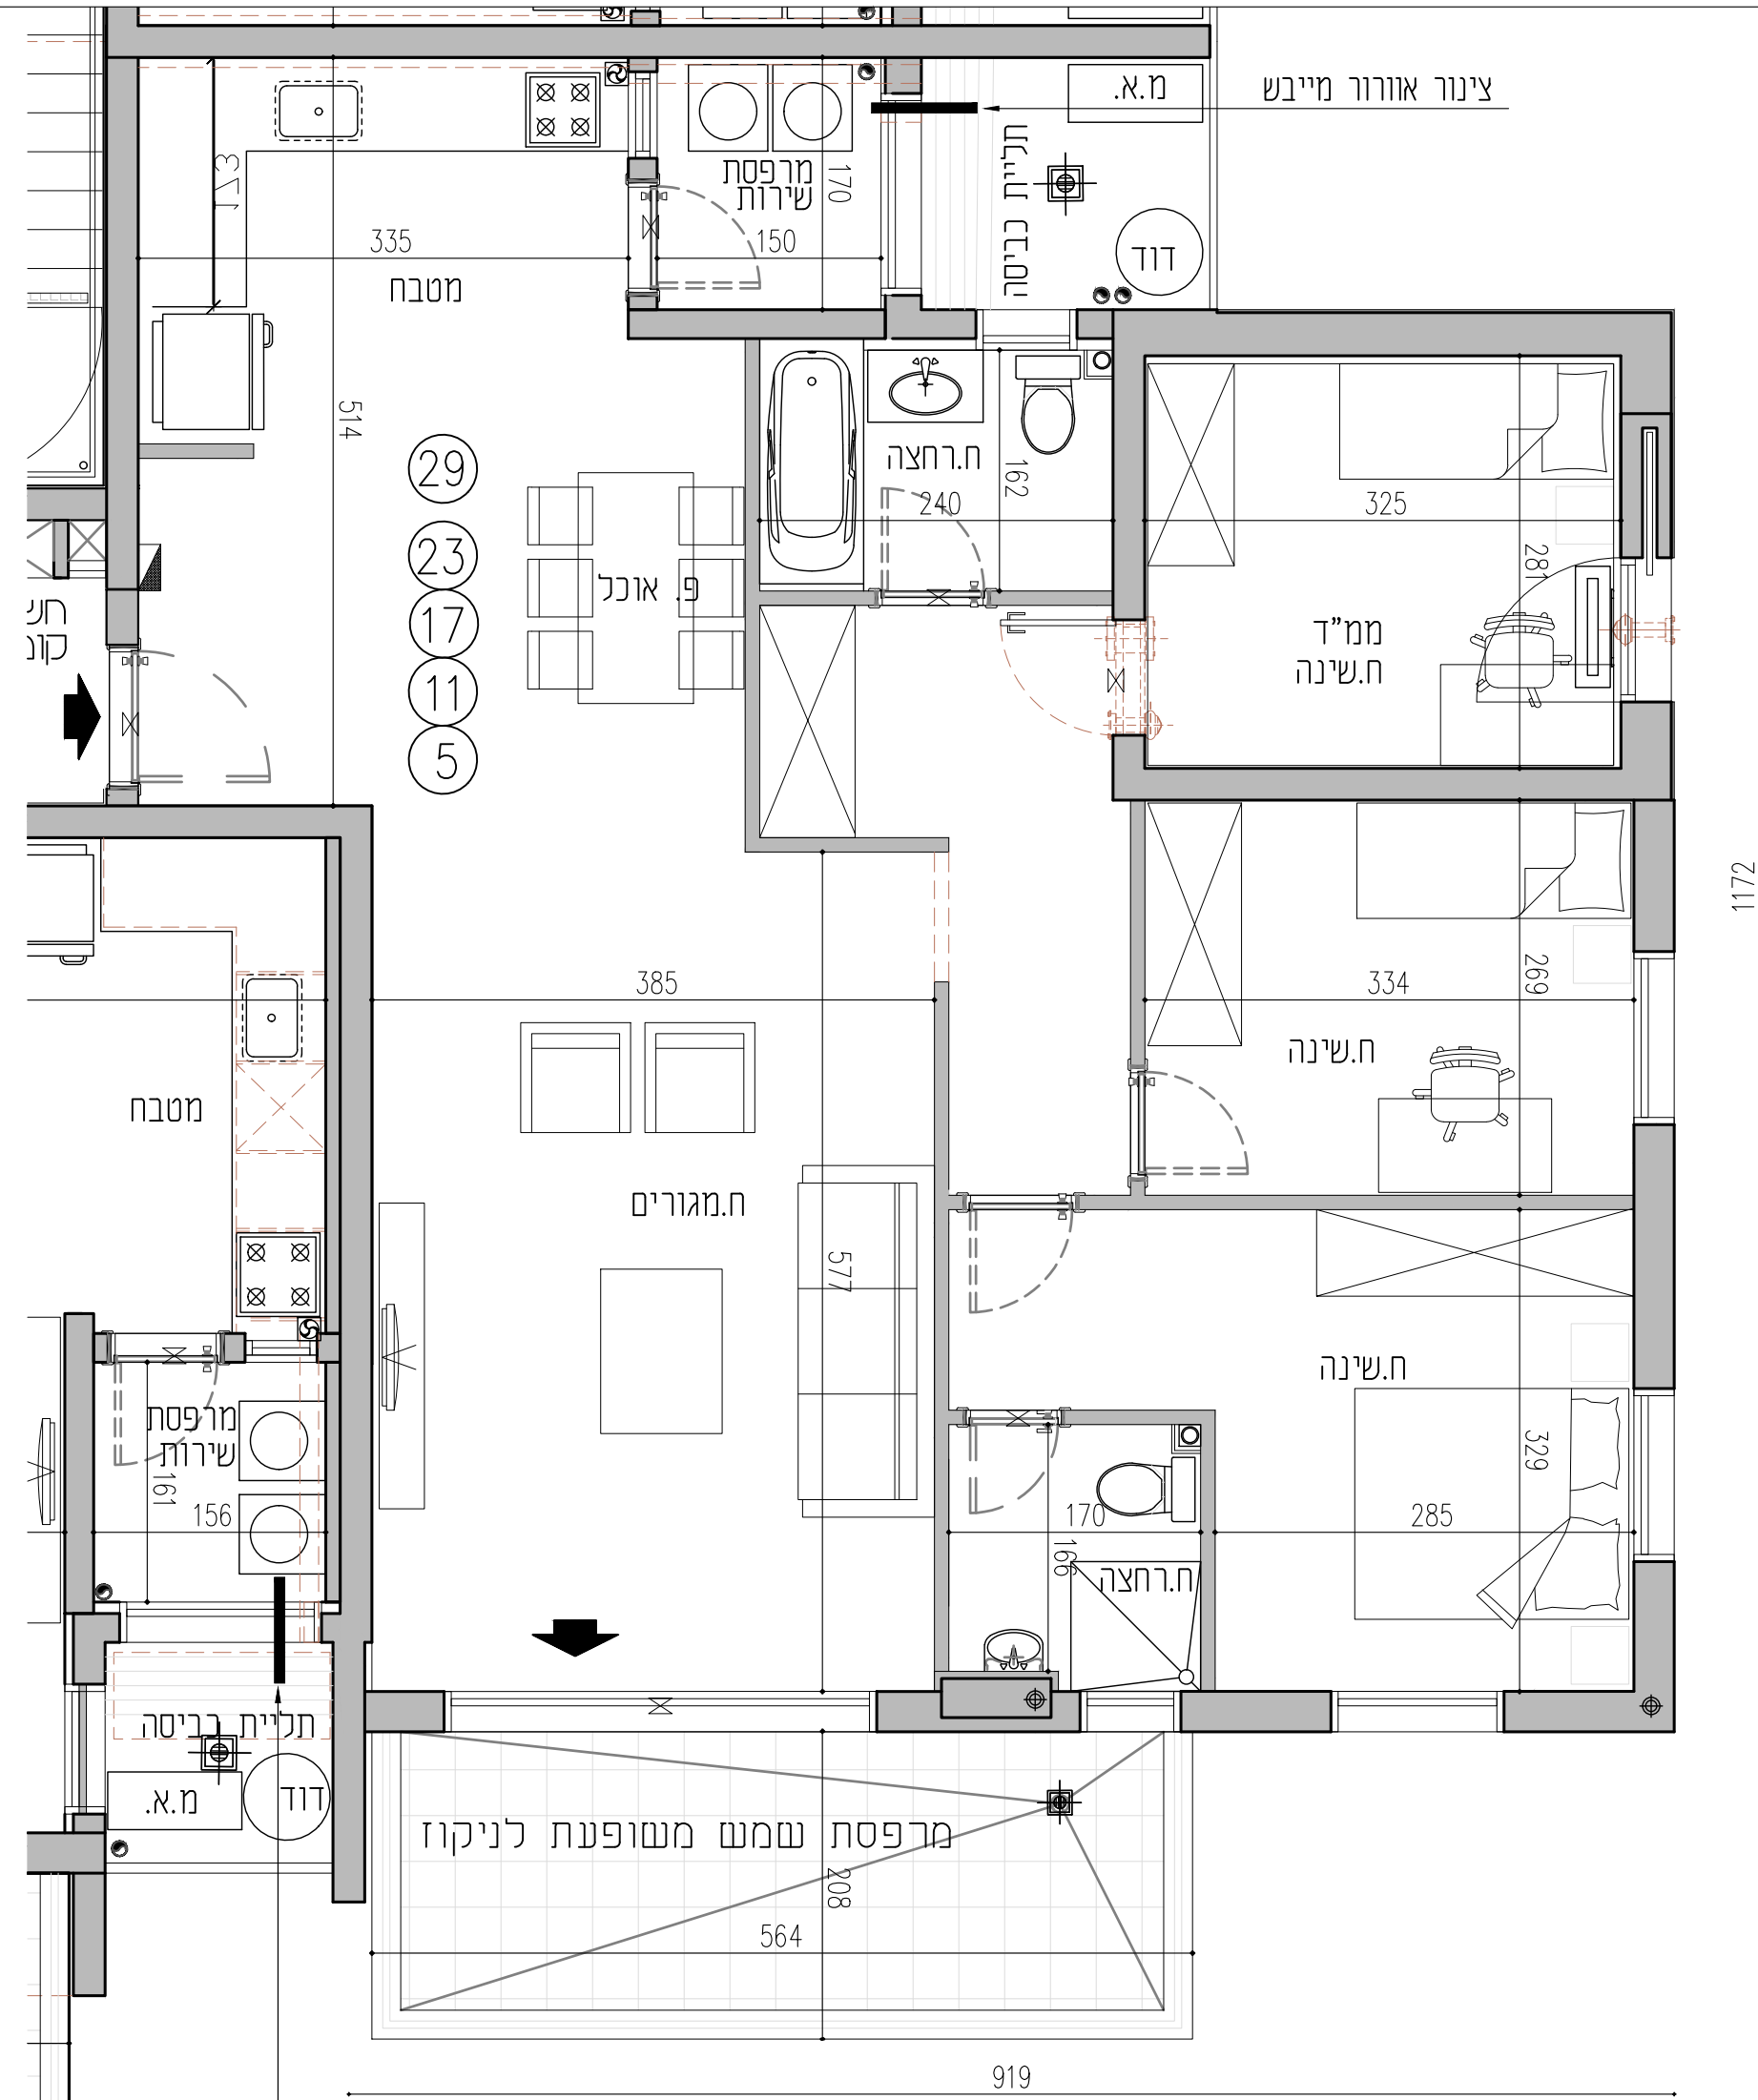 צינור אוורור מייבש
מ.א.
תליית כביסה
דוד
173
מרפסת
שירות
170
150
335
מטבח
514
ח.רחצה
162
240
325
281
ממ"ד
ח.שינה
29
23
17
11
5
פ. אוכל
1172
385
334
269
ח.שינה
מטבח
ח.מגורים
577
ח.שינה
329
285
170
166
ח.רחצה
מרפסת
שירות
161
156
תליית כביסה
מ.א.
דוד
מרפסת שמש משופעת לניקוז
208
564
919